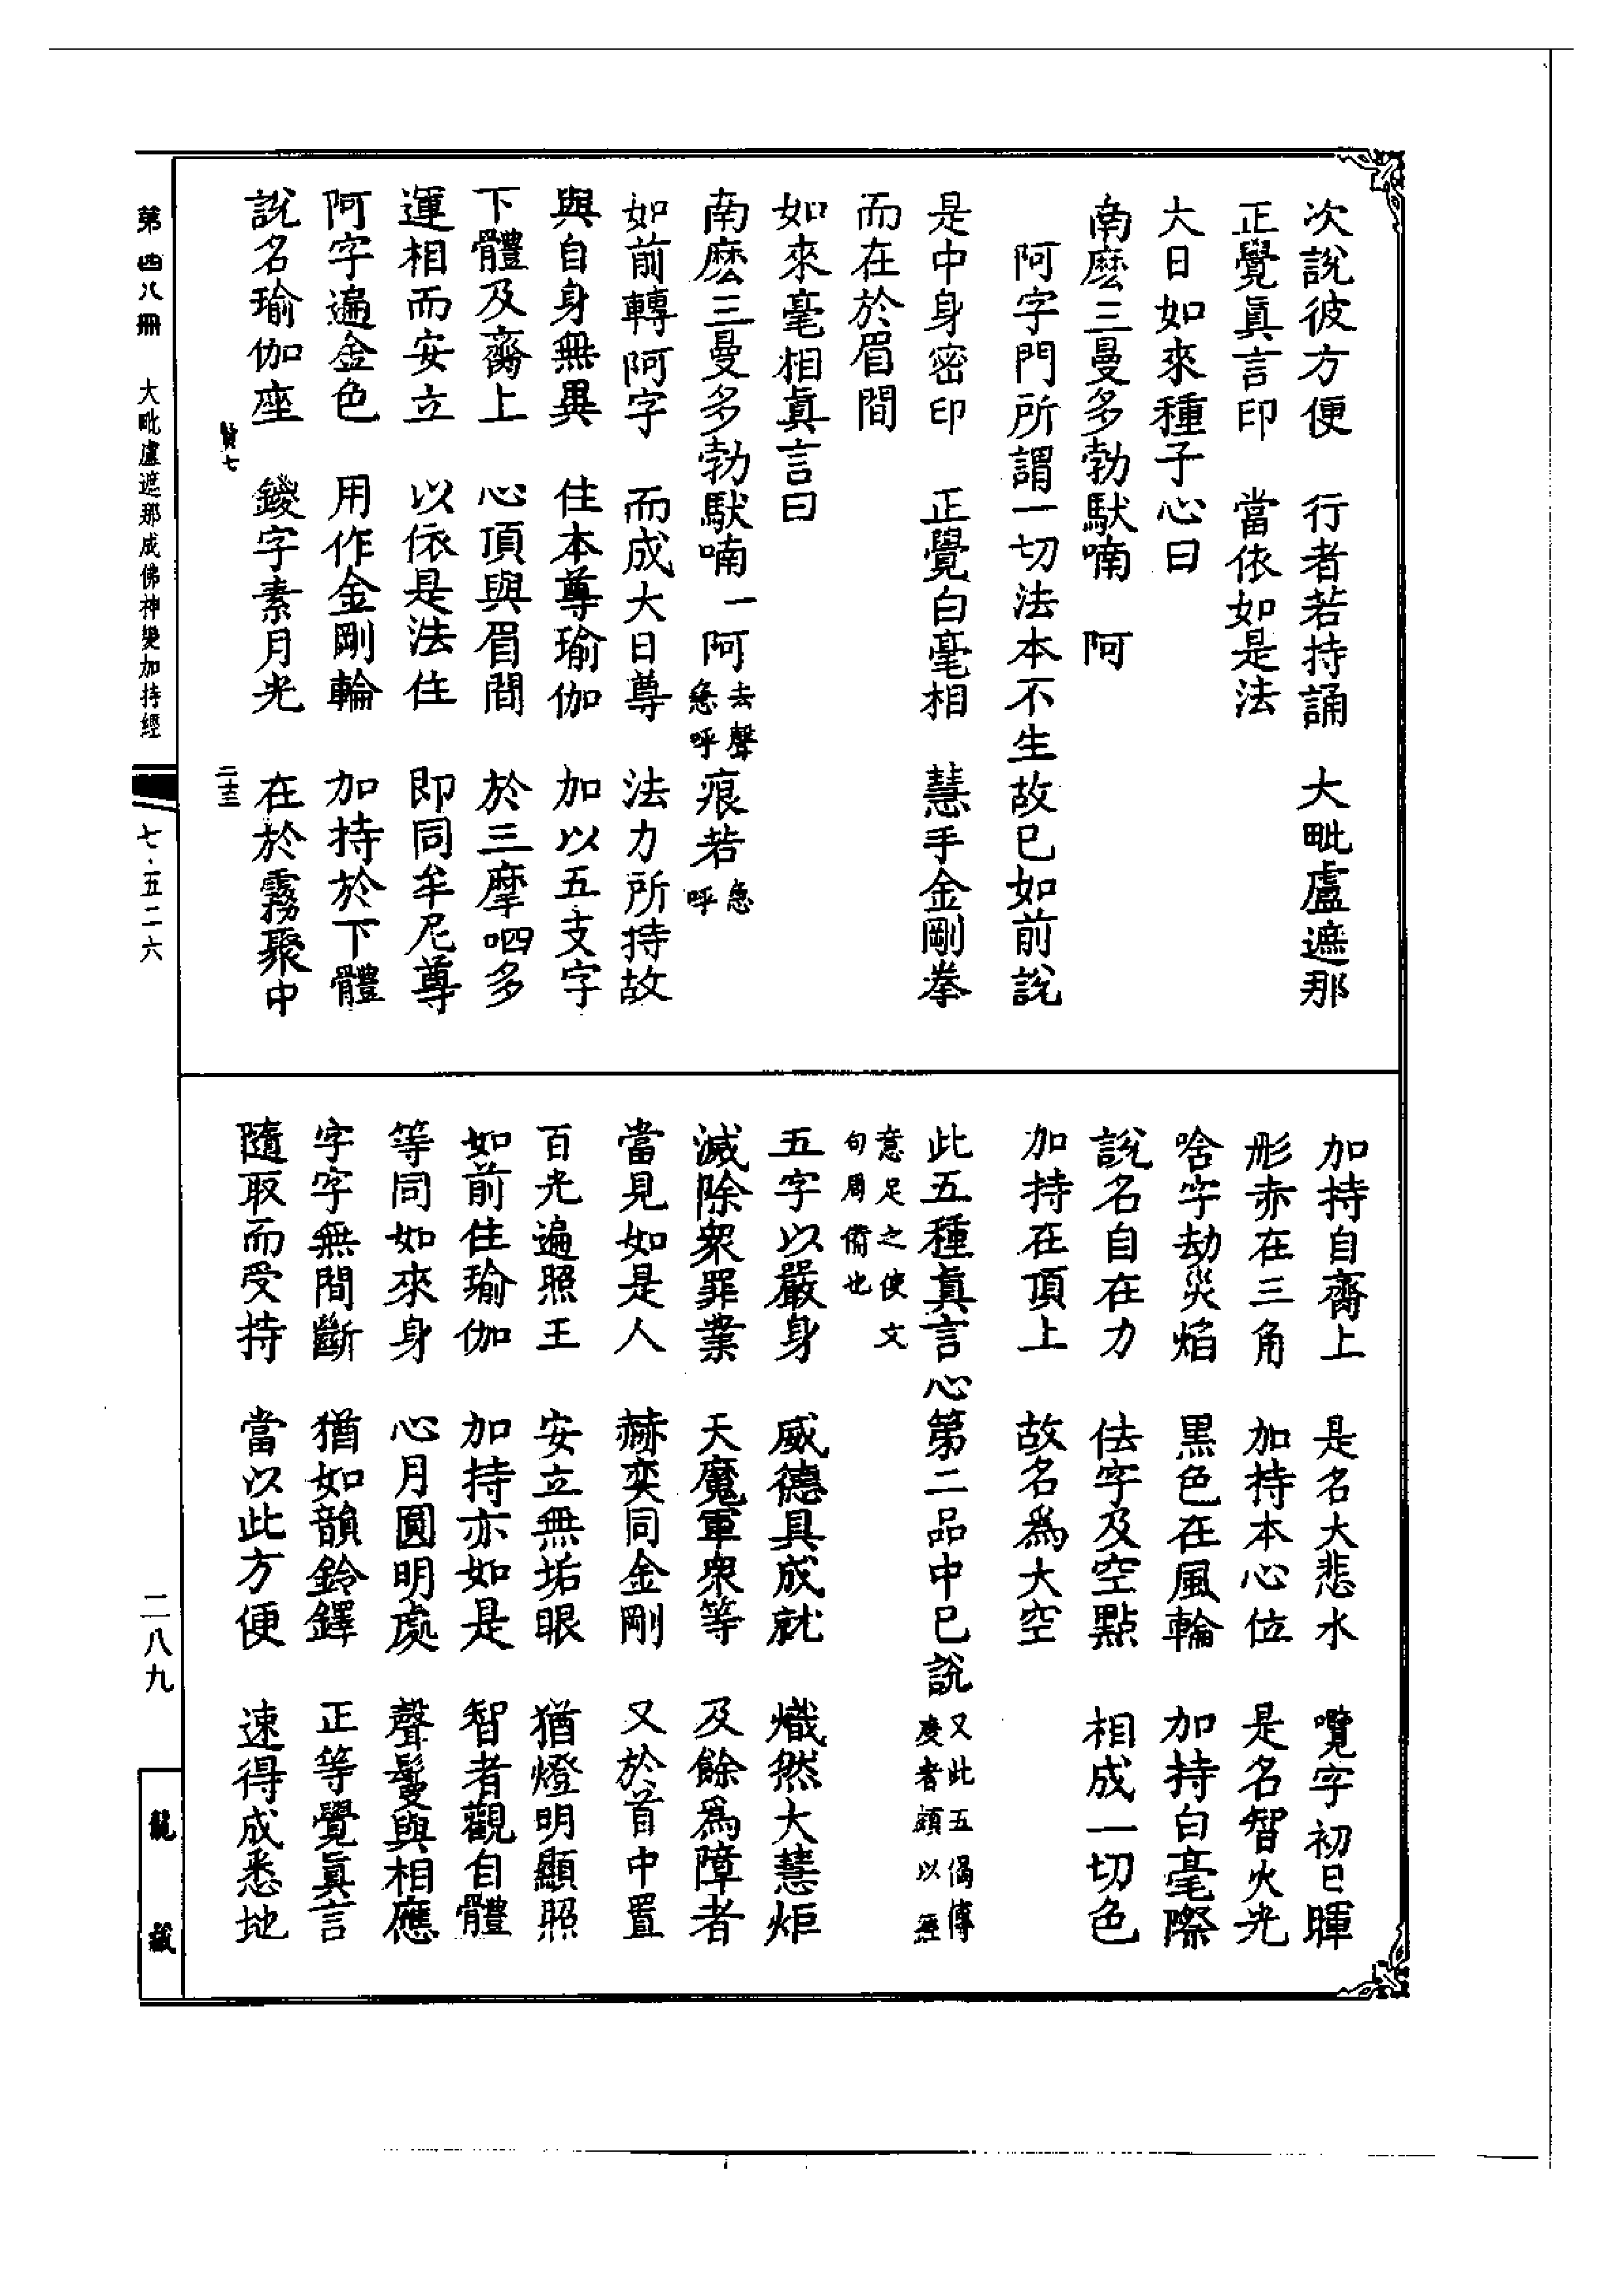 次說彼方便　行者若持誦　大毗盧遮那
正覺眞言印　當依如是法
大日如來種子心曰
南麽三曼多勃馱喃　阿
阿字門所謂一切法本不生故已如前說
是中身密印　正覺白毫相　慧手金剛拳
而在於眉間
如來毫相眞言曰
南麽三曼多勃馱喃一阿去聲急呼痕若急呼
如前轉阿字　而成大日尊　法力所持故
與自身無異　住本尊瑜伽　加以五支字
下體及齋上　心頂與眉間　於三摩呬多
運相而安立　以依是法住　即同牟尼尊
阿字遍金色　用作金剛輪　加持於下體
說名瑜伽座　鑁字素月光　在於霧聚中
賢七　二十三
加持自齋上　是名大悲水　㘕字初日暉
形赤在三角　加持本心位　是名智火光
唅字劫災焰　黑色在風輪　加持白毫際
說名自在力　佉字及空點　相成一切色
加持在頂上　故名爲大空
此五種眞言心第二品中已說又此五偈傳度者頗以無
意足之使文句周備也
五字以嚴身　威德具成就　熾然大慧炬
滅除衆罪業　天魔軍衆等　及餘爲障者
當見如是人　赫奕同金剛　又於首中置
百光遍照王　安立無垢眼　猶燈明顯照
如前住瑜伽　加持亦如是　智者觀自體
等同如來身　心月圓明處　聲鬘與相應
字字無間斷　猶如韻鈴鐸　正等覺眞言
隨取而受持　當以此方便　速得成悉地
第四八冊　大毗盧遮那成佛神變加持經　七·五二六　二八九　龍藏